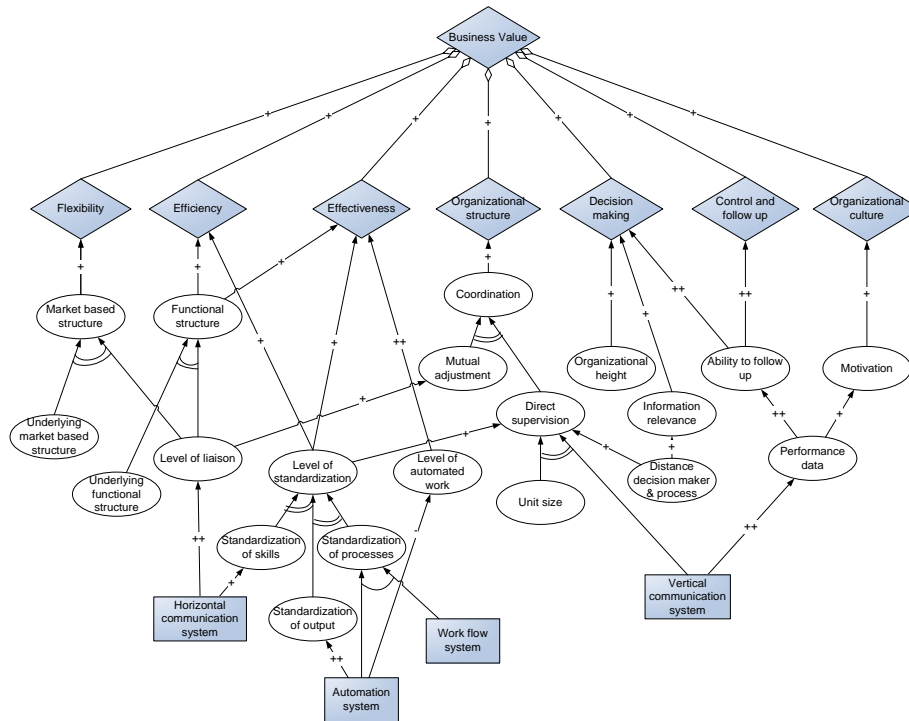 Business Value
+
+
+
+
+
+
+
Flexibility
Efficiency
Effectiveness
Organizational
structure
Decision
making
Control and
follow up
Organizational
culture
+
+
+
+
++
++
+
Market based
structure
Functional
structure
Coordination
+
+
+
++
+
+
Mutual
adjustment
Organizational
height
Ability to follow
up
Motivation
+
Underlying
market based
structure
Level of liaison
Underlying
functional
structure
Level of
standardization
+
Level of
automated
work
Direct
supervision
Information
relevance
+
+
Distance
decision maker
& process
Unit size
++
+
Performance
data
++
Standardization
of skills
Standardization
of processes
-
++
+
Horizontal
communication
system
Standardization
of output
++
Work flow
system
Vertical
communication
system
Automation
system